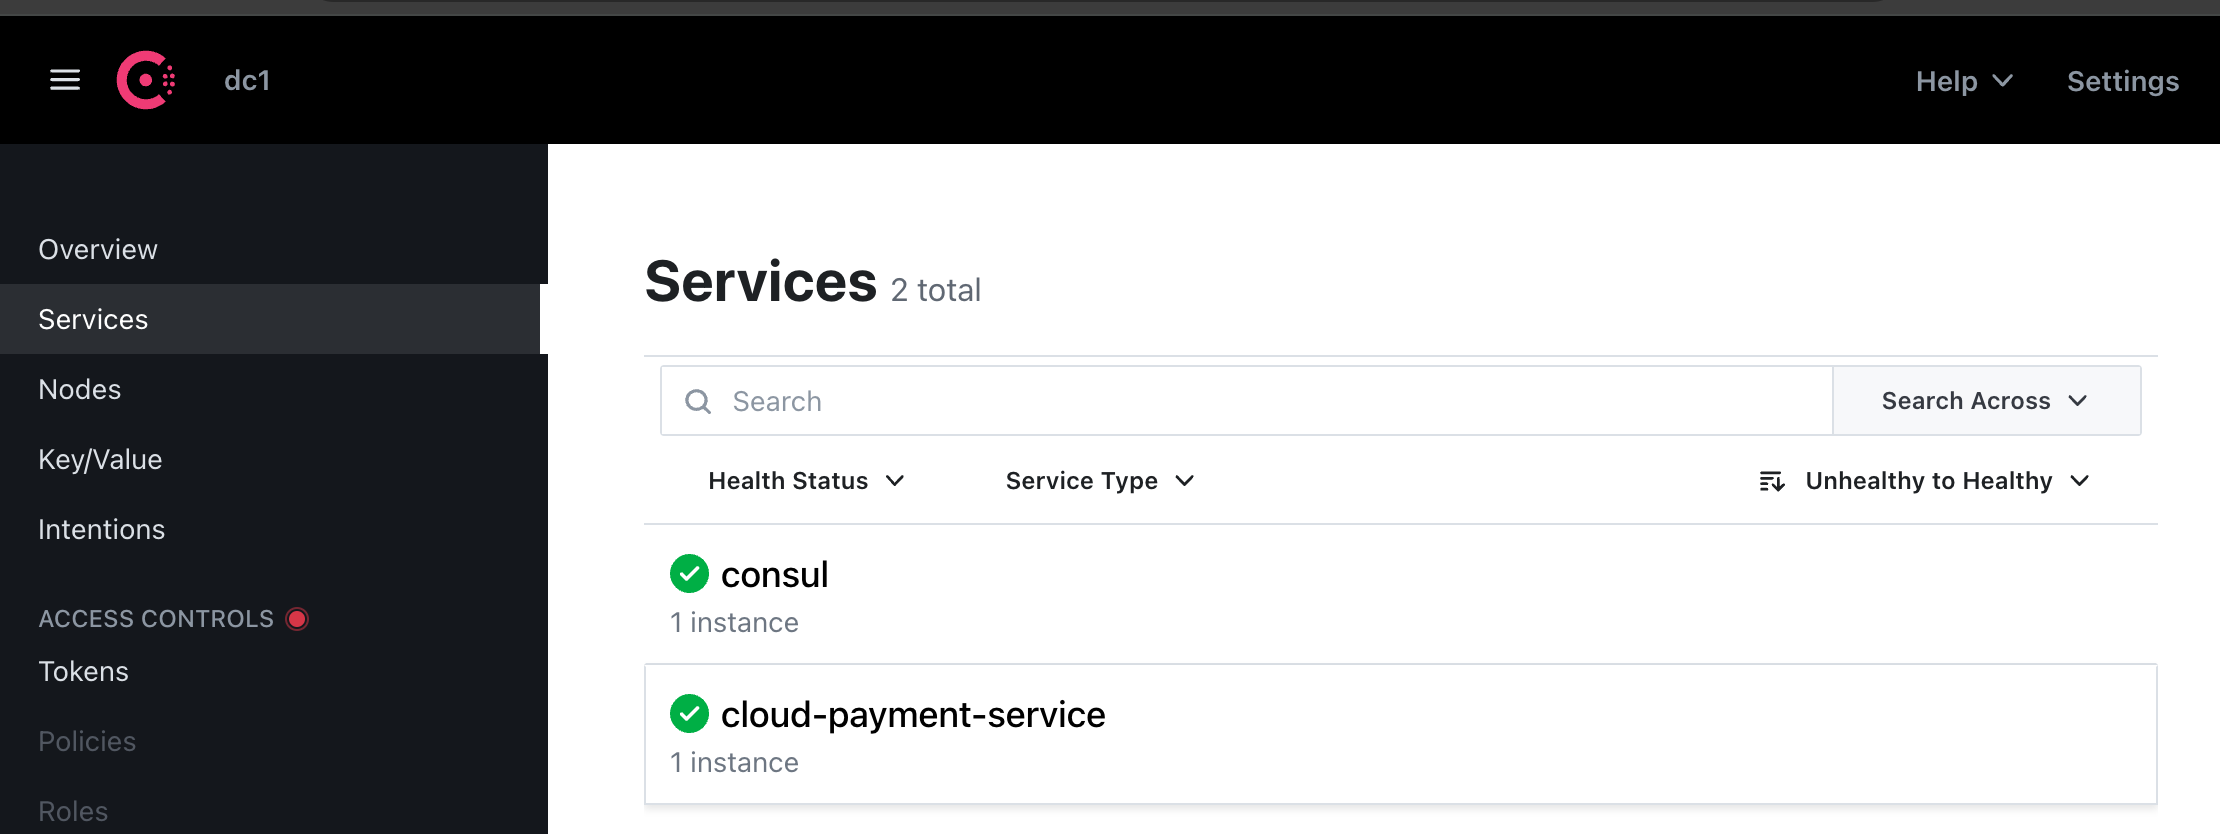 dc1
Help
Settings
Overview
Services
Nodes
Key/Value
Intentions
ACCESS CONTROLS
Tokens
Policies
Roles
Services 2 total
Search
Search Across
Health Status
Service Type
Unhealthy to Healthy
consul
1 instance
cloud-payment-service
1 instance